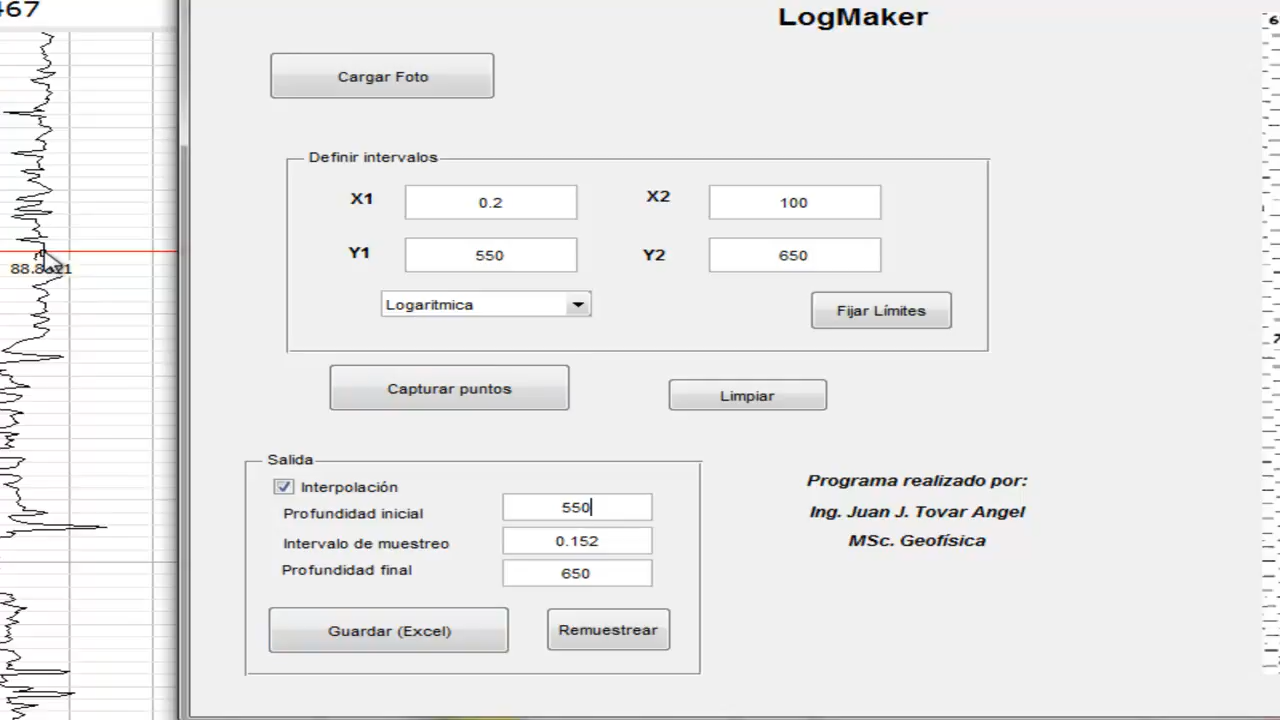 467
LogMaker
Cargar Foto
Definir intervalos
X1 0.2 X2 100
Y1 550 Y2 650
Logaritmica
Fijar Límites
Capturar puntos
Limpiar
Salida
Interpolación
Profundidad inicial 550
Intervalo de muestreo 0.152
Profundidad final 650
Guardar (Excel)
Remuestrear
Programa realizado por:
Ing. Juan J. Tovar Angel
MSc. Geofísica